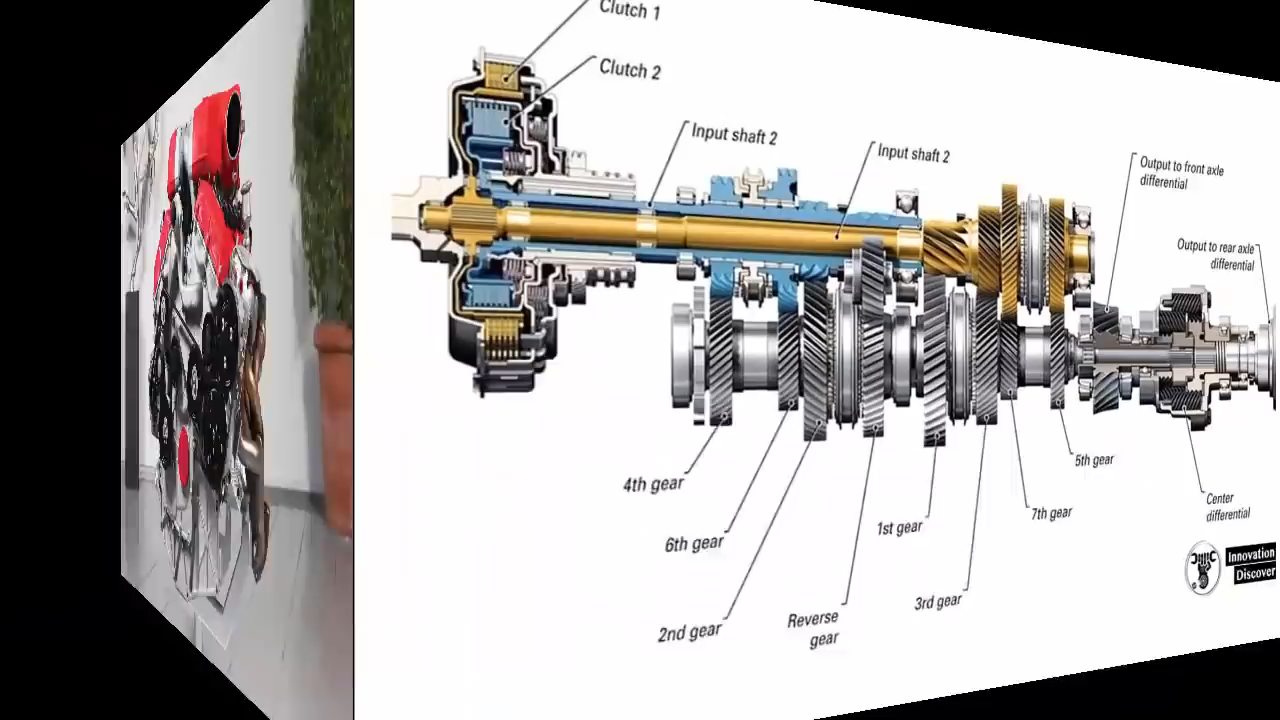 Clutch 1
Clutch 2
Input shaft 2
Input shaft 2
Output to front axle
differential
Output to rear axle
differential
4th gear
6th gear
2nd gear
Reverse
gear
1st gear
3rd gear
7th gear
5th gear
Center
differential
Innovation
Discover